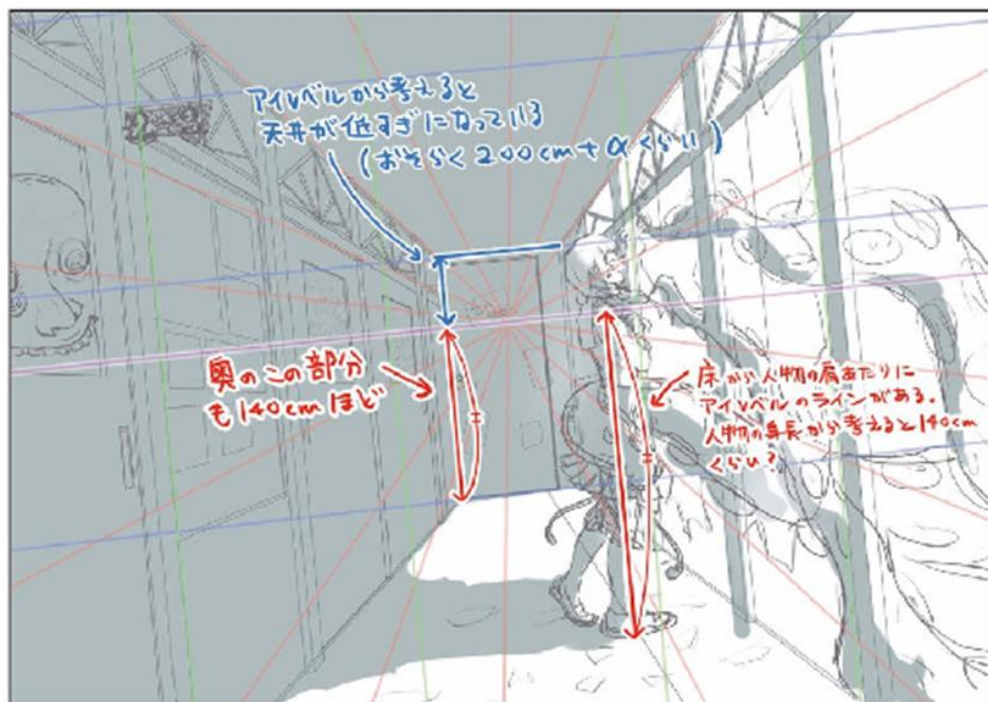 アイレベルから考えると
天井が低すぎになっている
(おそらく200cm+αくらい)
奥のこの部分
も140cmほど
床から人物の肩あたりに
アイレベルのラインがある。
人物の身長から考えると140cm
くらい?